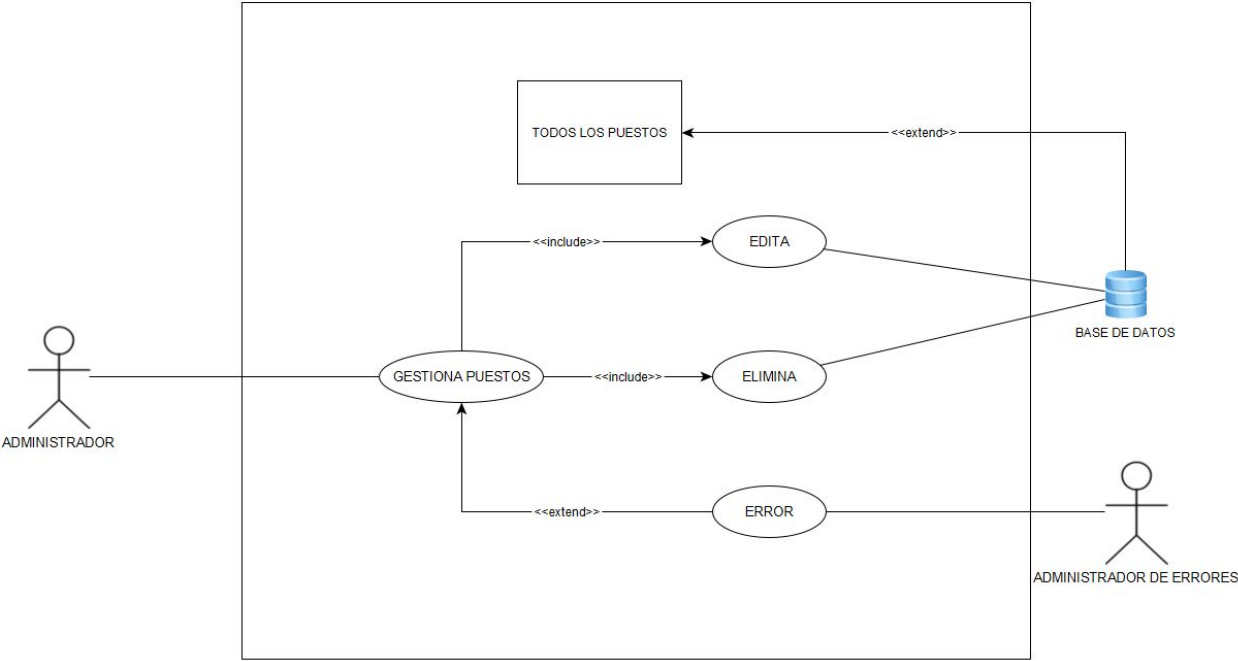 TODOS LOS PUESTOS
<<extend>>
<<include>>
EDITA
BASE DE DATOS
GESTIONA PUESTOS
<<include>>
ELIMINA
ADMINISTRADOR
<<extend>>
ERROR
ADMINISTRADOR DE ERRORES